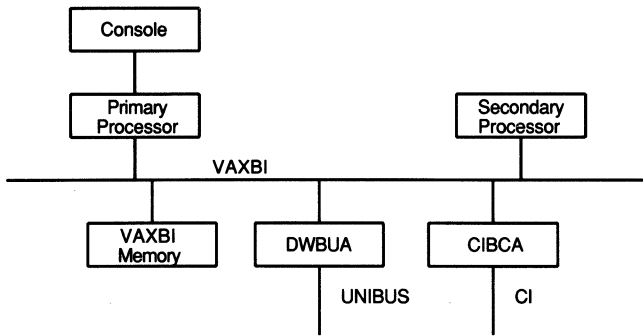 Console
Primary
Processor
Secondary
Processor
VAXBI
VAXBI
Memory
DWBUA
CIBCA
UNIBUS
CI